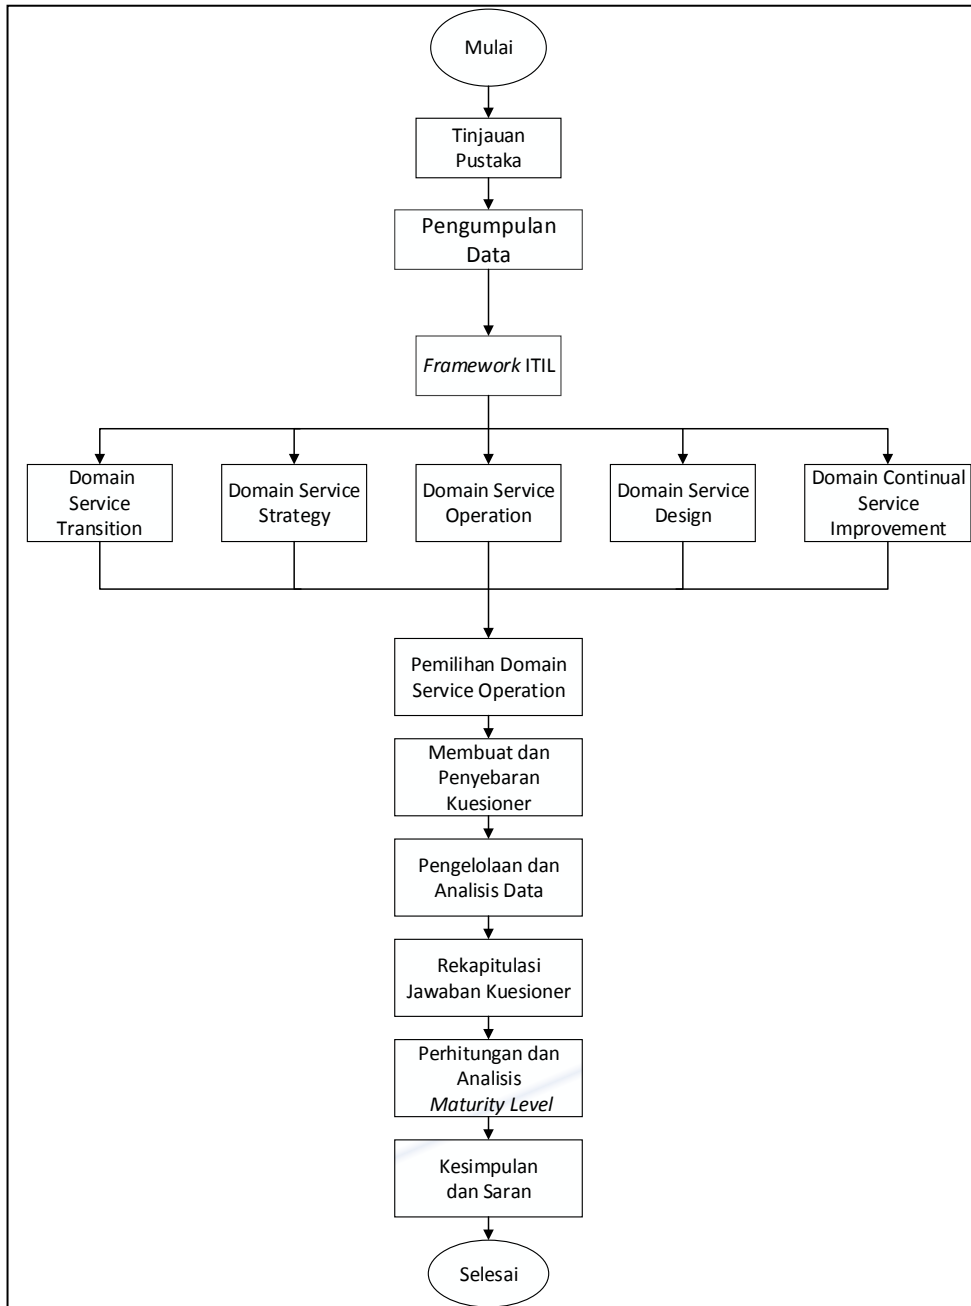 Mulai
Tinjauan
Pustaka
Pengumpulan
Data
Framework ITIL
Domain
Service
Transition
Domain Service
Strategy
Domain Service
Operation
Domain Service
Design
Domain Continual
Service
Improvement
Pemilihan Domain
Service Operation
Membuat dan
Penyebaran
Kuesioner
Pengelolaan dan
Analisis Data
Rekapitulasi
Jawaban Kuesioner
Perhitungan dan
Analisis
Maturity Level
Kesimpulan
dan Saran
Selesai